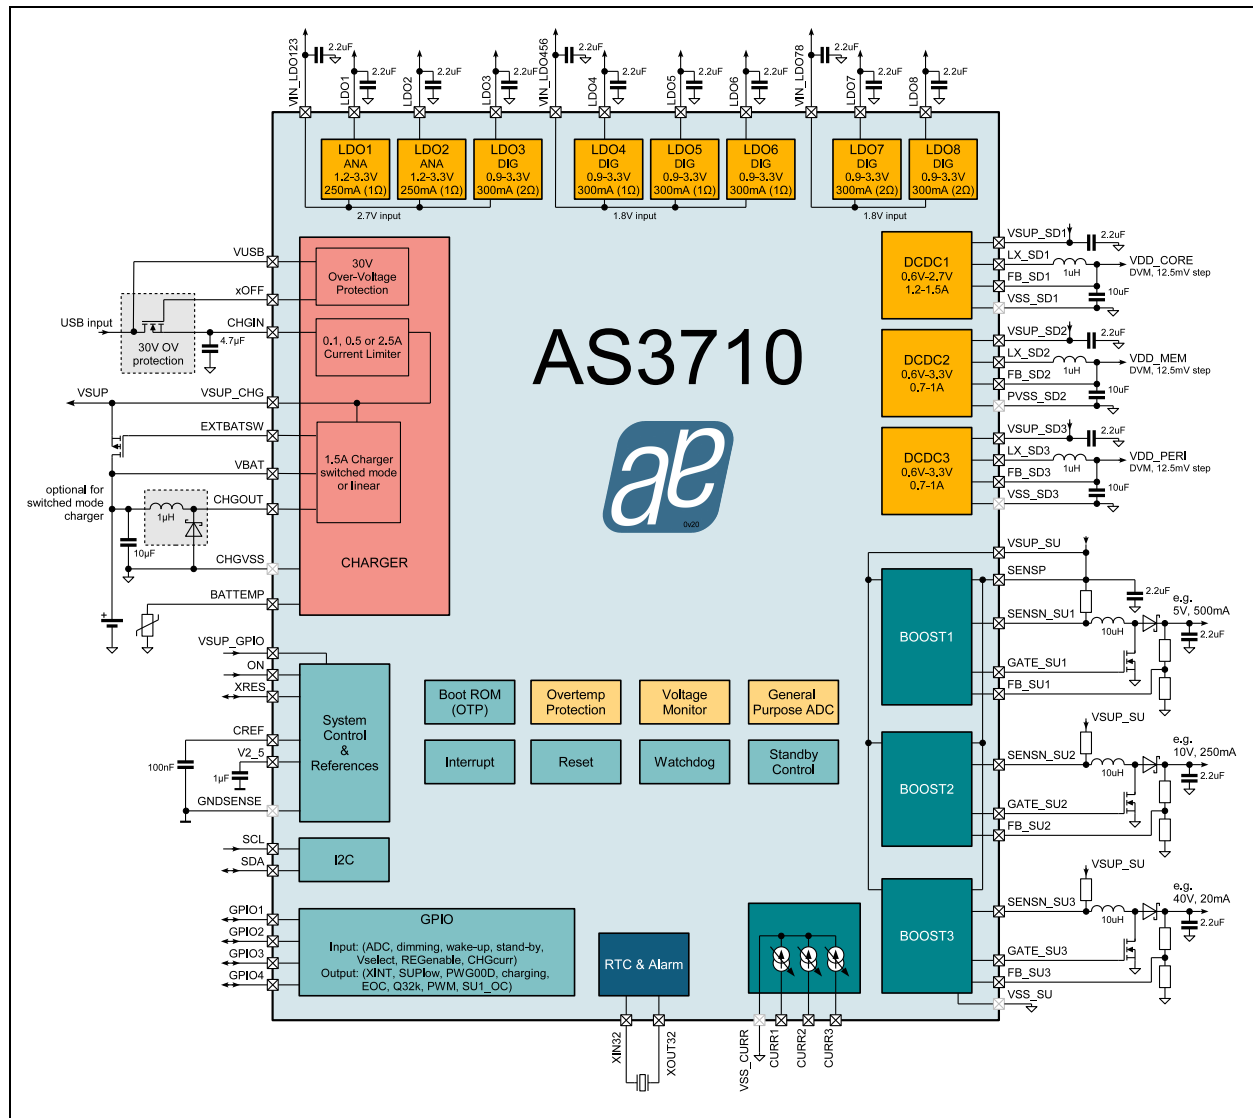 VIN_LDO123
2.2uF
LDO1
2.2uF
LDO2
2.2uF
LDO3
2.2uF
VIN_LDO456
2.2uF
LDO4
2.2uF
LDO5
2.2uF
LDO6
2.2uF
VIN_LDO78
2.2uF
LDO7
2.2uF
LDO8
2.2uF
LDO1
ANA
1.2-3.3V
250mA (1Ω)
LDO2
ANA
1.2-3.3V
250mA (1Ω)
LDO3
DIG
0.9-3.3V
300mA (2Ω)
LDO4
DIG
0.9-3.3V
300mA (1Ω)
LDO5
DIG
0.9-3.3V
300mA (1Ω)
LDO6
DIG
0.9-3.3V
300mA (1Ω)
LDO7
DIG
0.9-3.3V
300mA (2Ω)
LDO8
DIG
0.9-3.3V
300mA (2Ω)
2.7V input
1.8V input
1.8V input
VUSB
xOFF
USB input
CHGIN
30V OV
protection
4.7µF
VSUP
VSUP_CHG
EXTBATSW
VBAT
optional for
switched mode
charger
CHGOUT
1µH
10µF
CHGVSS
BATTEMP
+
30V
Over-Voltage
Protection
0.1, 0.5 or 2.5A
Current Limiter
1.5A Charger
switched mode
or linear
CHARGER
AS3710
ae
0v20
DCDC1
0.6V-2.7V
1.2-1.5A
VSUP_SD1
2.2uF
LX_SD1
1uH
VDD_CORE
DVM, 12.5mV step
FB_SD1
10uF
VSS_SD1
DCDC2
0.6V-3.3V
0.7-1A
VSUP_SD2
2.2uF
LX_SD2
1uH
VDD_MEM
DVM, 12.5mV step
FB_SD2
10uF
PVSS_SD2
DCDC3
0.6V-3.3V
0.7-1A
VSUP_SD3
2.2uF
LX_SD3
1uH
VDD_PERI
DVM, 12.5mV step
FB_SD3
10uF
VSS_SD3
VSUP_SU
SENSP
2.2uF
BOOST1
SENSN_SU1
10uH
e.g.
5V, 500mA
2.2uF
GATE_SU1
FB_SU1
VSUP_SU
BOOST2
SENSN_SU2
10uH
e.g.
10V, 250mA
2.2uF
GATE_SU2
FB_SU2
VSUP_SU
BOOST3
SENSN_SU3
10uH
e.g.
40V, 20mA
2.2uF
GATE_SU3
FB_SU3
VSS_SU
VSUP_GPIO
ON
XRES
CREF
V2_5
100nF
1µF
GNDSENSE
System
Control
&
References
Boot ROM
(OTP)
Overtemp
Protection
Voltage
Monitor
General
Purpose ADC
Interrupt
Reset
Watchdog
Standby
Control
SCL
SDA
I2C
GPIO1
GPIO2
GPIO3
GPIO4
GPIO
Input: (ADC, dimming, wake-up, stand-by,
Vselect, REGenable, CHGcurr)
Output: (XINT, SUPlow, PWG00D, charging,
EOC, Q32k, PWM, SU1_OC)
RTC & Alarm
XIN32
XOUT32
VSS_CURR
CURR1
CURR2
CURR3